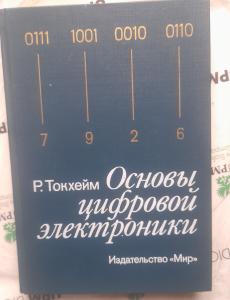 0111 1001 0010 0110
7 9 2 6
Р. Токхейм Основы
цифровой
электроники
Издательство «Мир»